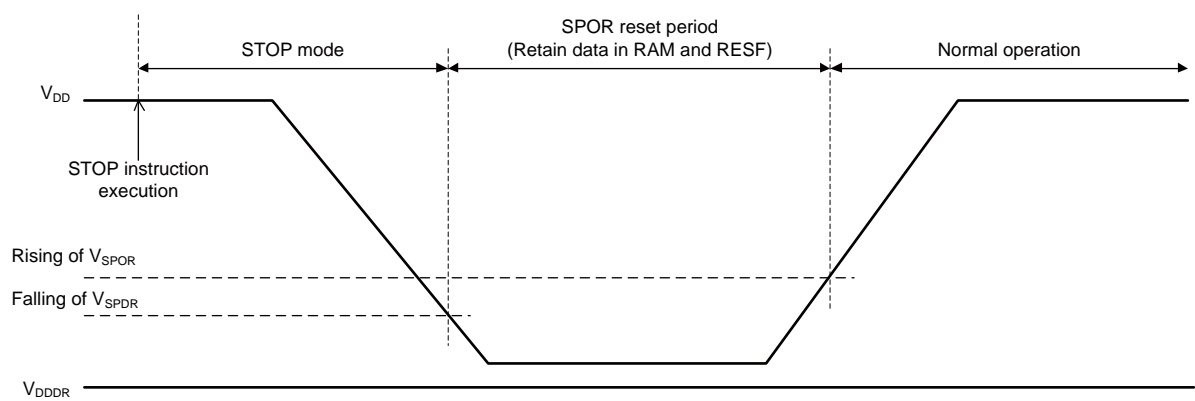 SPOR reset period
STOP mode
(Retain data in RAM and RESF)
Normal operation
VDD
STOP instruction
execution
Rising of VSPOR
Falling of VSPDR
VDDDR